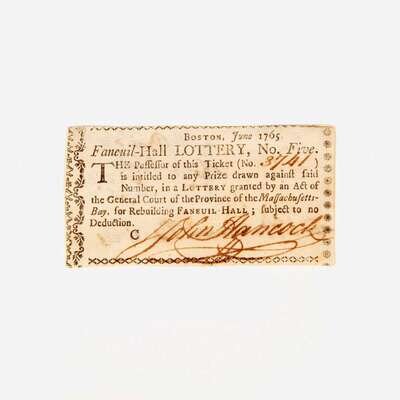 BOSTON, June 1765.
Faneuil-Hall LOTTERY, No. Five.
THE Possessor of this Ticket (No. 3741)
is intitled to any Prize drawn against said
Number, in a LOTTERY granted by an Act of
the General Court of the Province of the Massachusetts-
Bay, for Rebuilding FANEUIL HALL; subject to no
Deduction.
C John Hancock